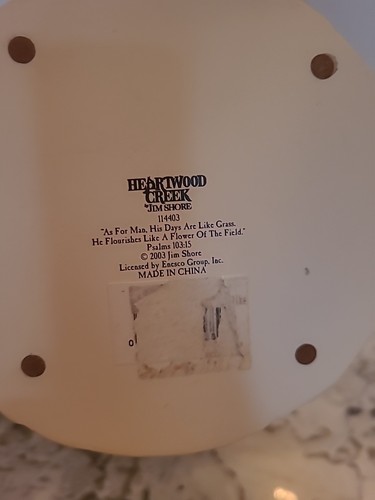 HEARTWOOD
CREEK
by JIM SHORE
114403
"As For Man, His Days Are Like Grass.
He Flourishes Like A Flower Of The Field."
Psalms 103:15
© 2003 Jim Shore
Licensed by Enesco Group, Inc.
MADE IN CHINA